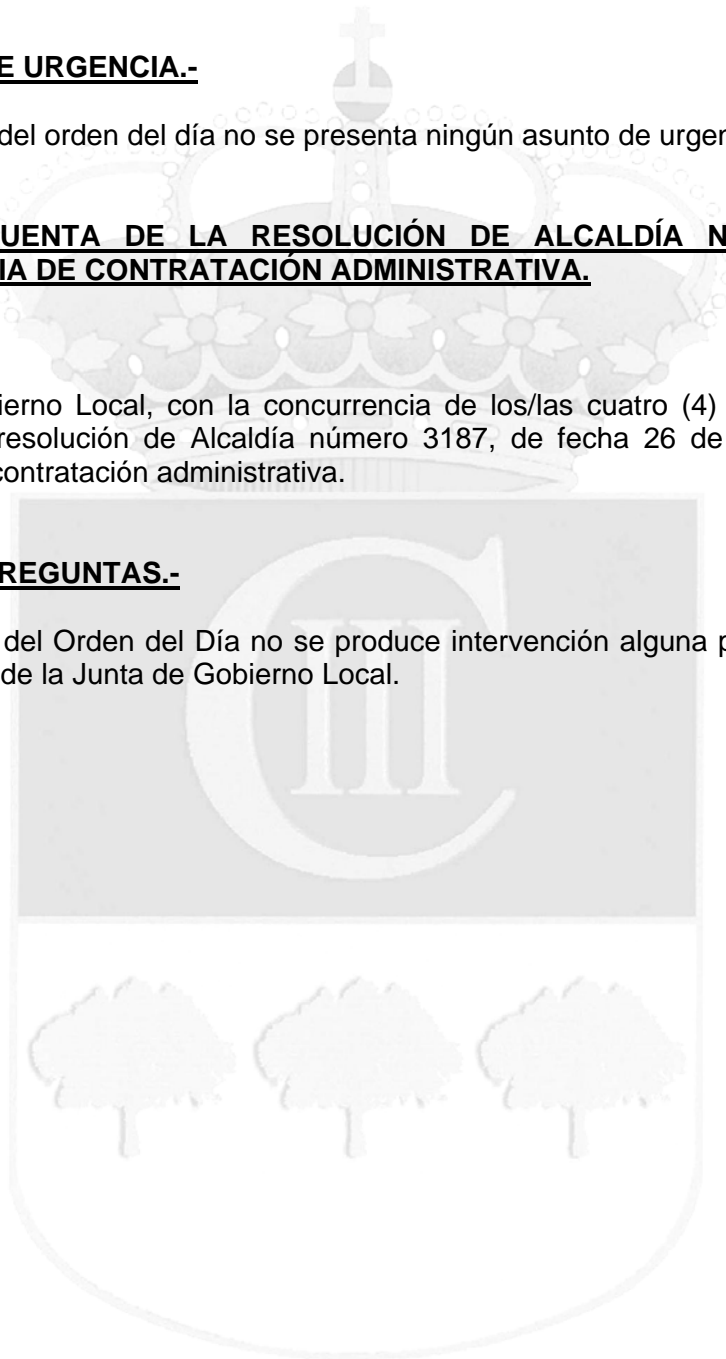 E URGENCIA.-
del orden del día no se presenta ningún asunto de
UENTA DE LA RESOLUCIÓN DE ALCALDÍA
IA DE CONTRATACIÓN ADMINISTRATIVA.
ierno Local, con la concurrencia de los/las cuatro (4)
resolución de Alcaldía número 3187, de fecha 26 de
contratación administrativa.
REGUNTAS.-
del Orden del Día no se produce intervención alguna
de la Junta de Gobierno Local.
CIII